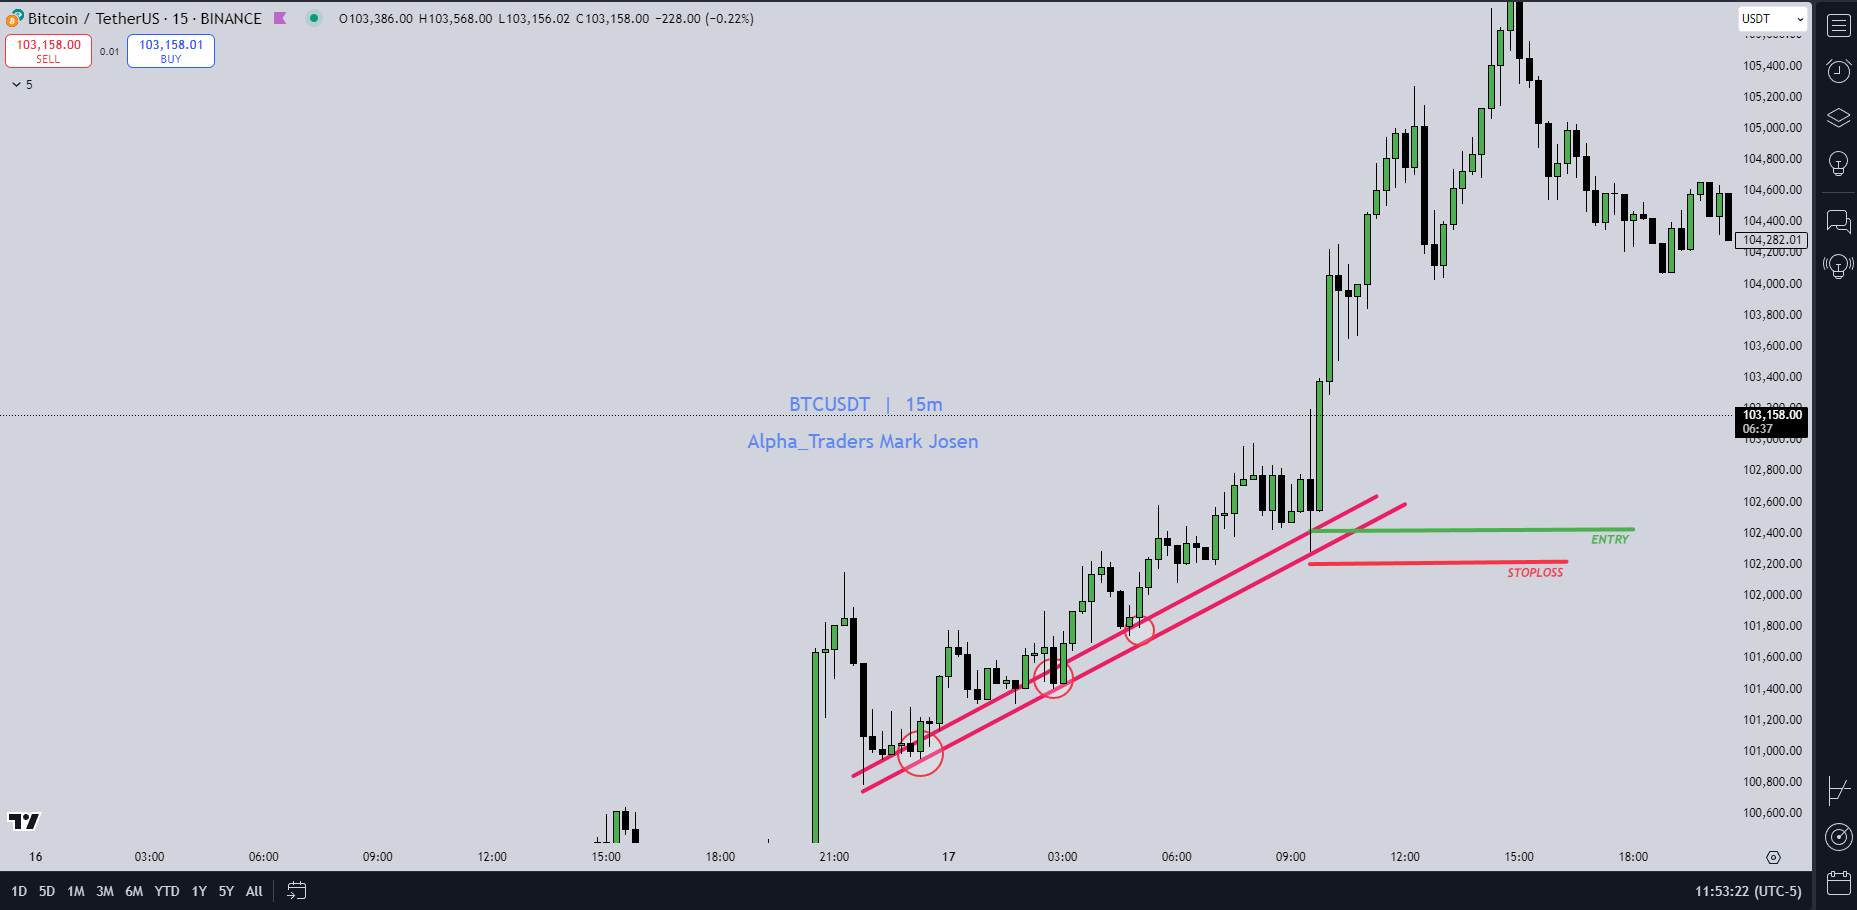 Bitcoin / TetherUS · 15 · BINANCE O103,386.00 H103,568.00 L103,156.02 C103,158.00 −228.00 (−0.22%)
USDT
103,158.00
SELL
0.01
103,158.01
BUY
5
105,400.00
105,200.00
105,000.00
104,800.00
104,600.00
104,400.00
104,282.01
104,200.00
104,000.00
103,800.00
103,600.00
103,400.00
BTCUSDT | 15m
103,158.00
06:37
103,000.00
Alpha_Traders Mark Josen
102,800.00
102,600.00
102,400.00
ENTRY
102,200.00
STOPLOSS
102,000.00
101,800.00
101,600.00
101,400.00
101,200.00
101,000.00
100,800.00
100,600.00
16 03:00 06:00 09:00 12:00 15:00 18:00 21:00 17 03:00 06:00 09:00 12:00 15:00 18:00
1D 5D 1M 3M 6M YTD 1Y 5Y All
11:53:22 (UTC-5)